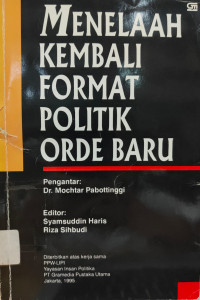 GM
MENELAAH
KEMBALI
FORMAT
POLITIK
ORDE BARU
Pengantar:
Dr. Mochtar Pabottinggi
Editor:
Syamsuddin Haris
Riza Sihbudi
Diterbitkan atas kerja sama
PPW-LIPI
Yayasan Insan Politika
PT Gramedia Pustaka Utama
Jakarta, 1995